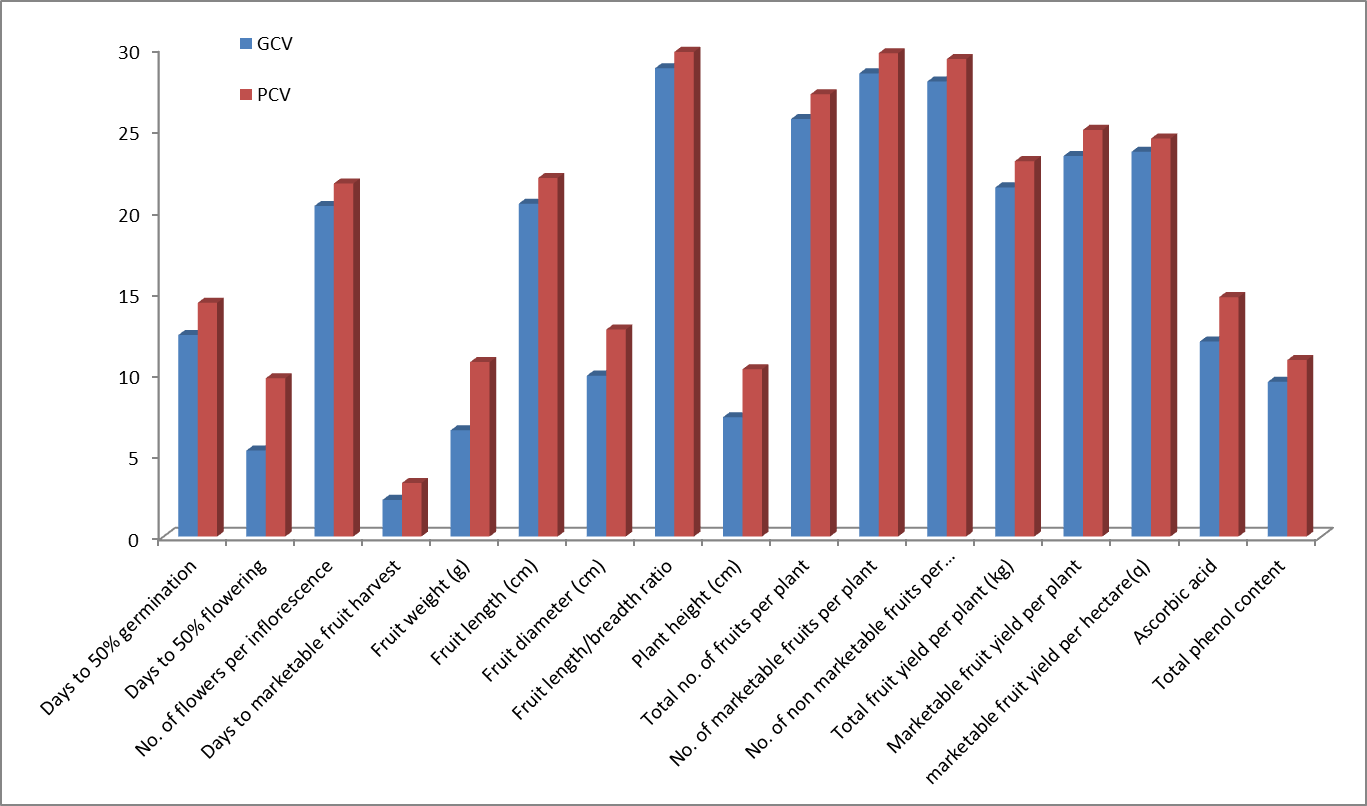 GCV
PCV
30
25
20
15
10
5
0
Days to 50% germination
Days to 50% flowering
No. of flowers per inflorescence
Days to marketable fruit harvest
Fruit weight (g)
Fruit length (cm)
Fruit diameter (cm)
Fruit length/breadth ratio
Plant height (cm)
Total no. of fruits per plant
No. of marketable fruits per plant
No. of non marketable fruits per…
Total fruit yield per plant (kg)
Marketable fruit yield per plant
marketable fruit yield per hectare(q)
Ascorbic acid
Total phenol content